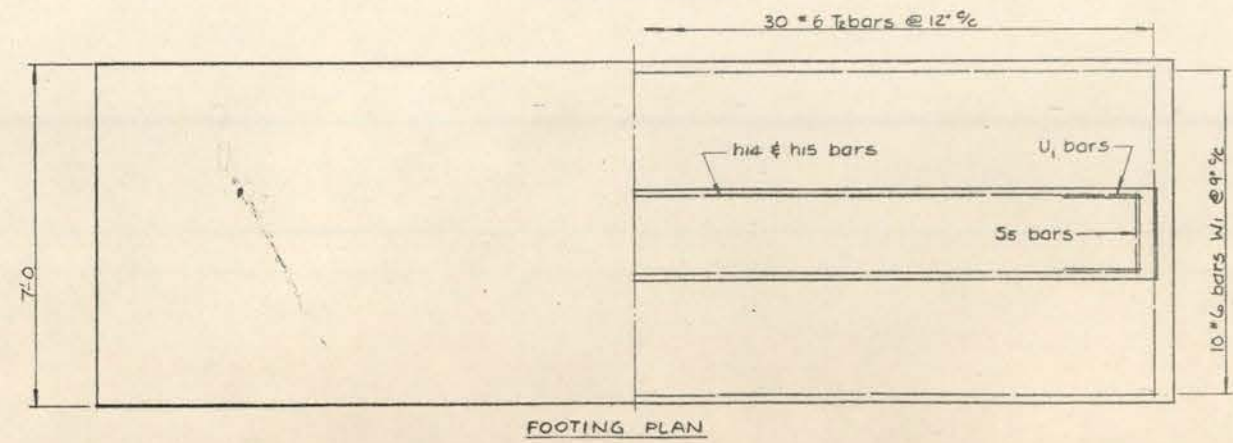 30 #6 T2 bars @ 12" c/c
h14 & h15 bars
U1 bars
S5 bars
7'-0
10 #6 bars W1 @ 9" c/c
FOOTING PLAN